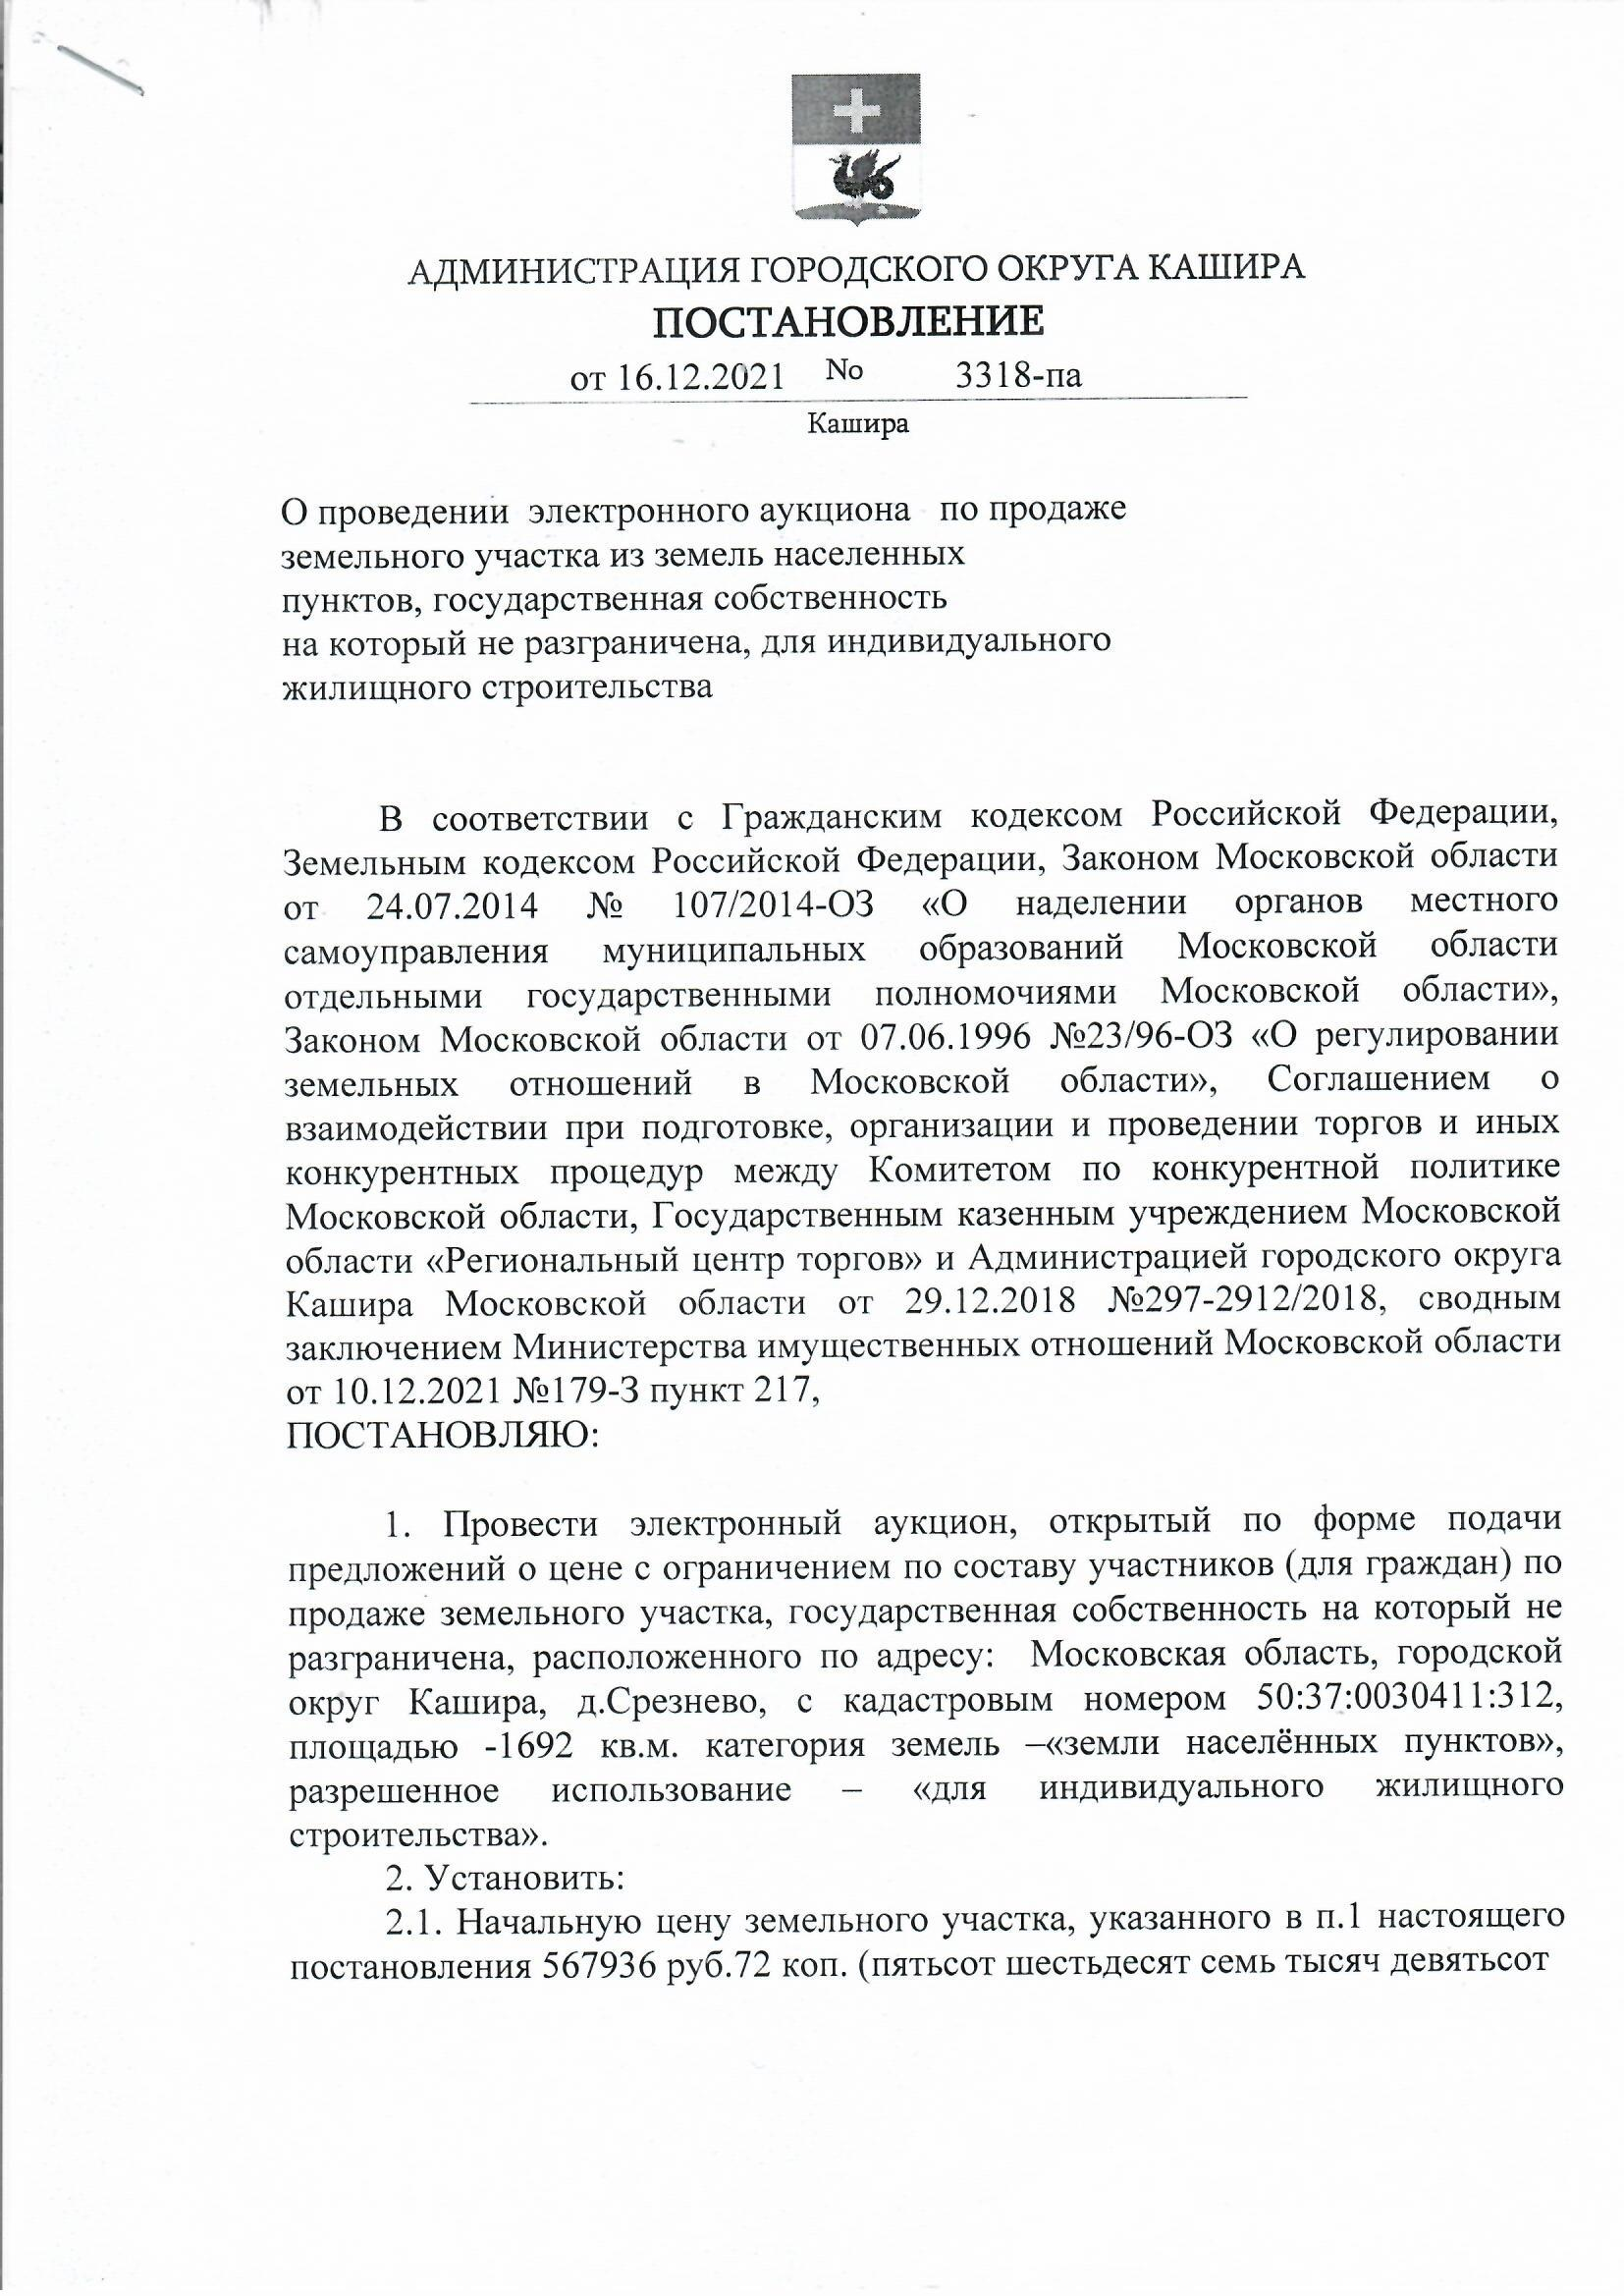 АДМИНИСТРАЦИЯ ГОРОДСКОГО ОКРУГА КАШИРА
ПОСТАНОВЛЕНИЕ
от 16.12.2021 No 3318-па
Кашира
О проведении электронного аукциона по продаже
земельного участка из земель населенных
пунктов, государственная собственность
на который не разграничена, для индивидуального
жилищного строительства
В соответствии с Гражданским кодексом Российской Федерации,
Земельным кодексом Российской Федерации, Законом Московской области
от 24.07.2014 № 107/2014-ОЗ «О наделении органов местного
самоуправления муниципальных образований Московской области
отдельными государственными полномочиями Московской области»,
Законом Московской области от 07.06.1996 №23/96-ОЗ «О регулировании
земельных отношений в Московской области», Соглашением о
взаимодействии при подготовке, организации и проведении торгов и иных
конкурентных процедур между Комитетом по конкурентной политике
Московской области, Государственным казенным учреждением Московской
области «Региональный центр торгов» и Администрацией городского округа
Кашира Московской области от 29.12.2018 №297-2912/2018, сводным
заключением Министерства имущественных отношений Московской области
от 10.12.2021 №179-З пункт 217,
ПОСТАНОВЛЯЮ:
1. Провести электронный аукцион, открытый по форме подачи
предложений о цене с ограничением по составу участников (для граждан) по
продаже земельного участка, государственная собственность на который не
разграничена, расположенного по адресу: Московская область, городской
округ Кашира, д.Срезнево, с кадастровым номером 50:37:0030411:312,
площадью -1692 кв.м. категория земель –«земли населённых пунктов»,
разрешенное использование – «для индивидуального жилищного
строительства».
2. Установить:
2.1. Начальную цену земельного участка, указанного в п.1 настоящего
постановления 567936 руб.72 коп. (пятьсот шестьдесят семь тысяч девятьсот